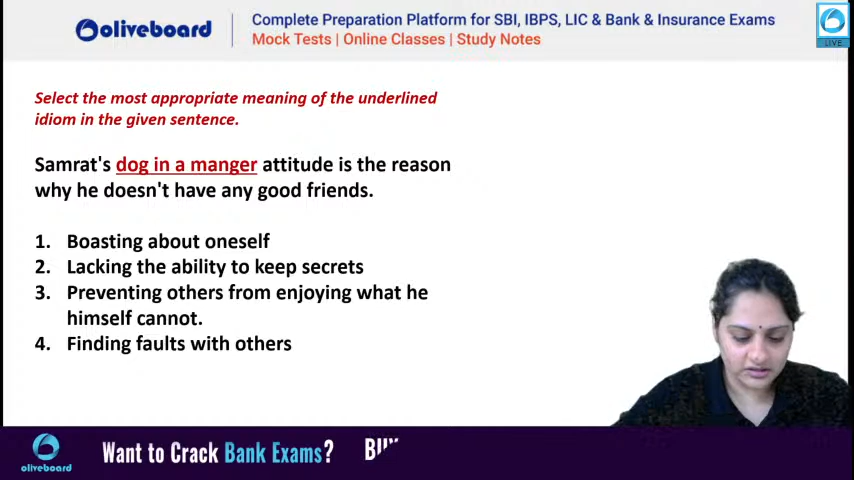 oliveboard
Complete Preparation Platform for SBI, IBPS, LIC & Bank & Insurance Exams
Mock Tests | Online Classes | Study Notes
LIVE
Select the most appropriate meaning of the underlined
idiom in the given sentence.
Samrat's dog in a manger attitude is the reason
why he doesn't have any good friends.
1. Boasting about oneself
2. Lacking the ability to keep secrets
3. Preventing others from enjoying what he
himself cannot.
4. Finding faults with others
oliveboard
Want to Crack Bank Exams?